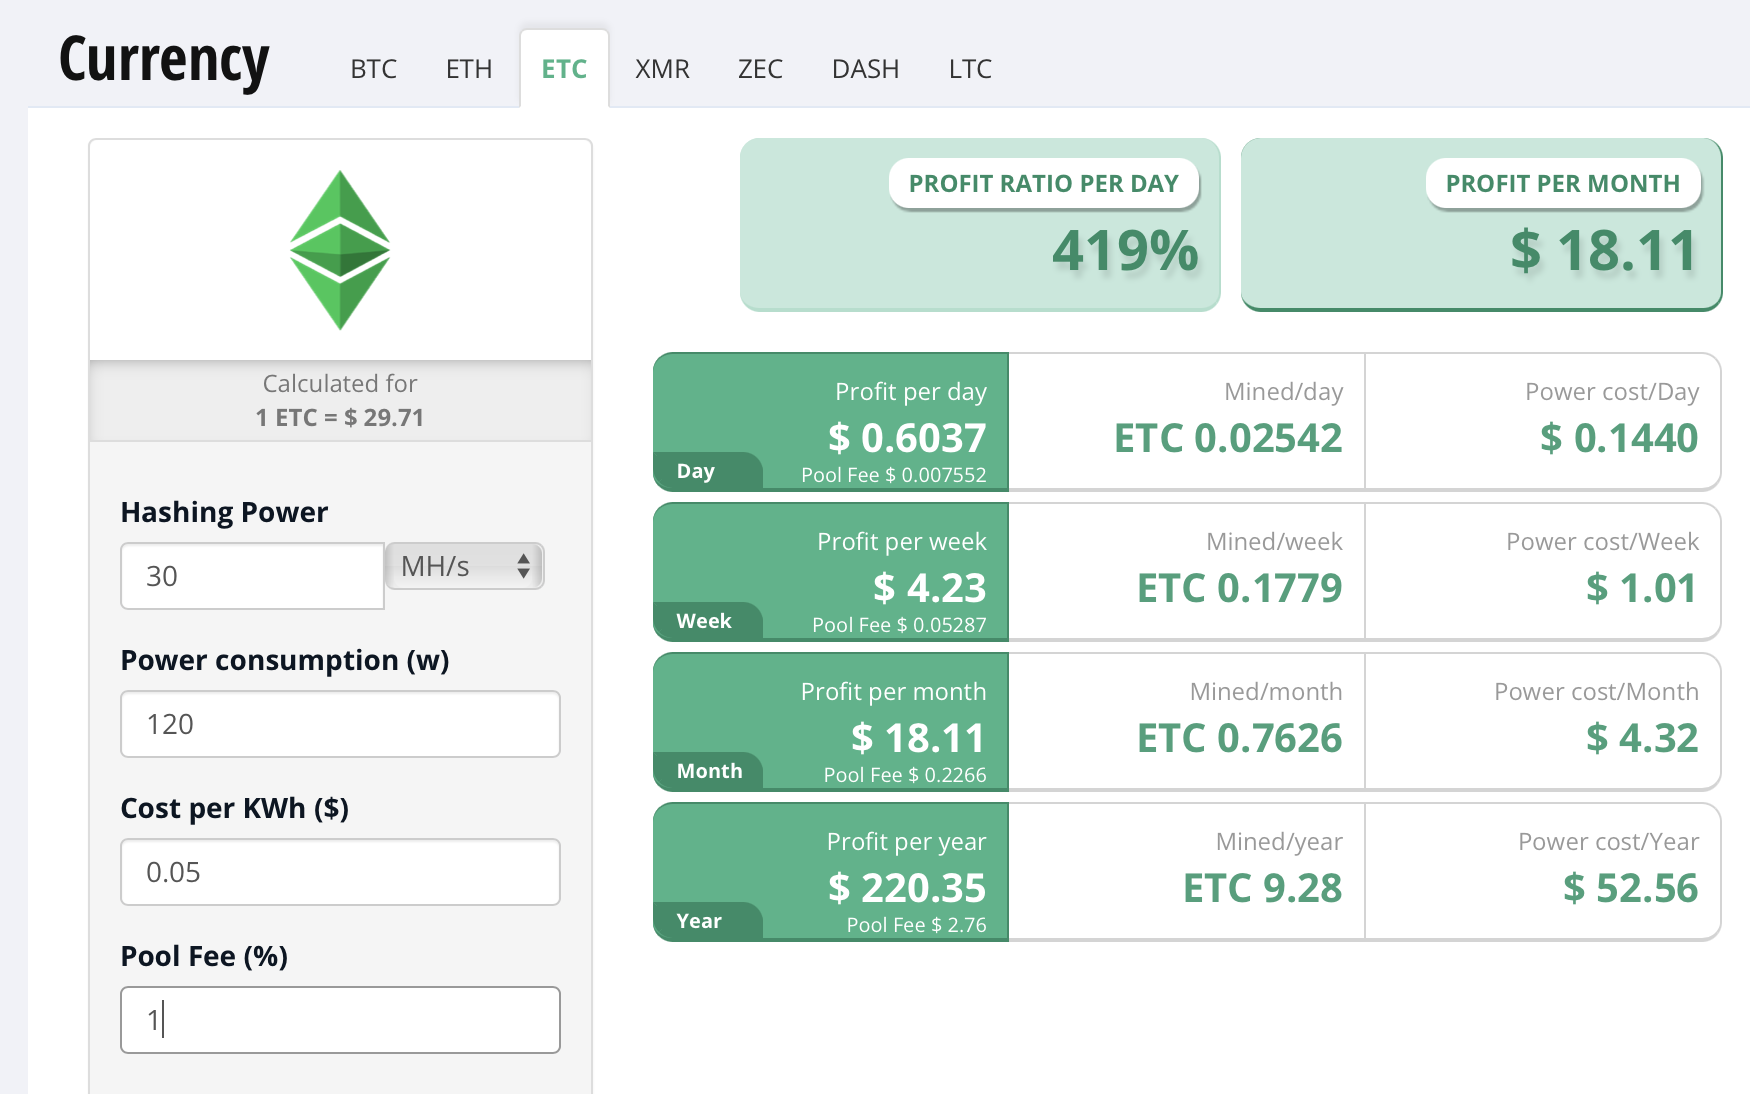 Currency
BTC
ETH
ETC
XMR
ZEC
DASH
LTC
Calculated for
1 ETC = $ 29.71
Hashing Power
30
MH/s
Power consumption (w)
120
Cost per KWh ($)
0.05
Pool Fee (%)
1
PROFIT RATIO PER DAY
419%
PROFIT PER MONTH
$ 18.11
Profit per day
$ 0.6037
Pool Fee $ 0.007552
Day
Mined/day
ETC 0.02542
Power cost/Day
$ 0.1440
Profit per week
$ 4.23
Pool Fee $ 0.05287
Week
Mined/week
ETC 0.1779
Power cost/Week
$ 1.01
Profit per month
$ 18.11
Pool Fee $ 0.2266
Month
Mined/month
ETC 0.7626
Power cost/Month
$ 4.32
Profit per year
$ 220.35
Pool Fee $ 2.76
Year
Mined/year
ETC 9.28
Power cost/Year
$ 52.56